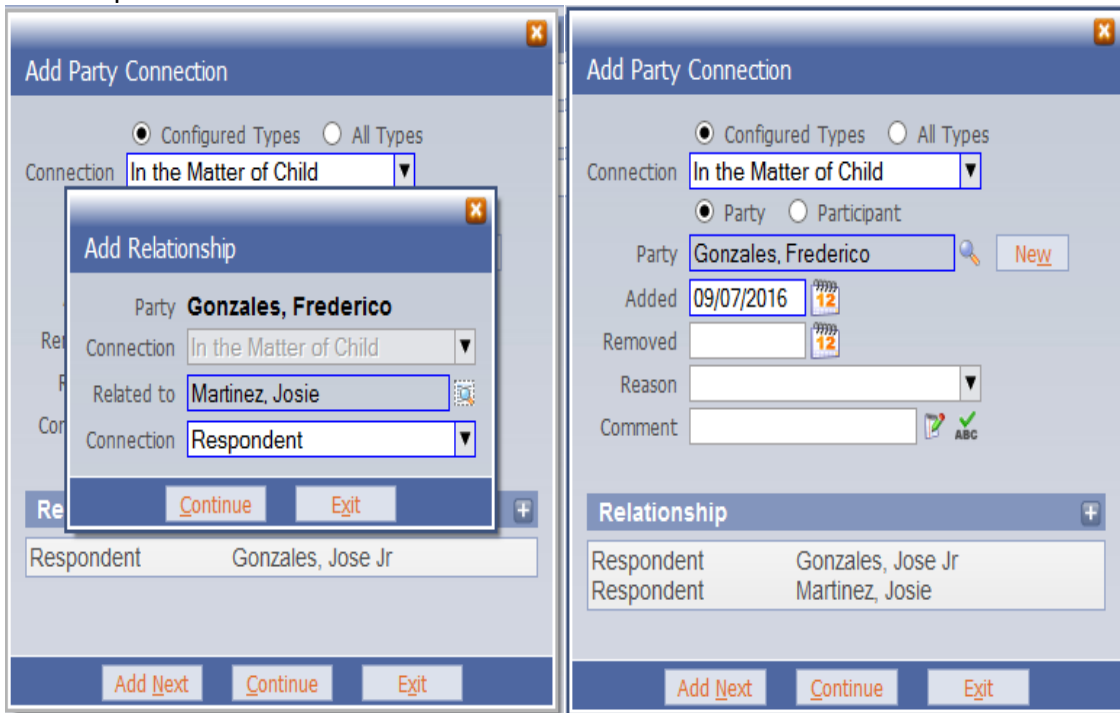 Add Party Connection
Configured Types All Types
Connection In the Matter of Child
Add Relationship
Party Gonzales, Frederico
Connection In the Matter of Child
Related to Martinez, Josie
Connection Respondent
Continue Exit
Respondent Gonzales, Jose Jr
Add Next Continue Exit
Add Party Connection
Configured Types All Types
Connection In the Matter of Child
Party Participant
Party Gonzales, Frederico New
Added 09/07/2016 12
Removed 12
Reason
Comment ABC
Relationship
Respondent Gonzales, Jose Jr
Respondent Martinez, Josie
Add Next Continue Exit